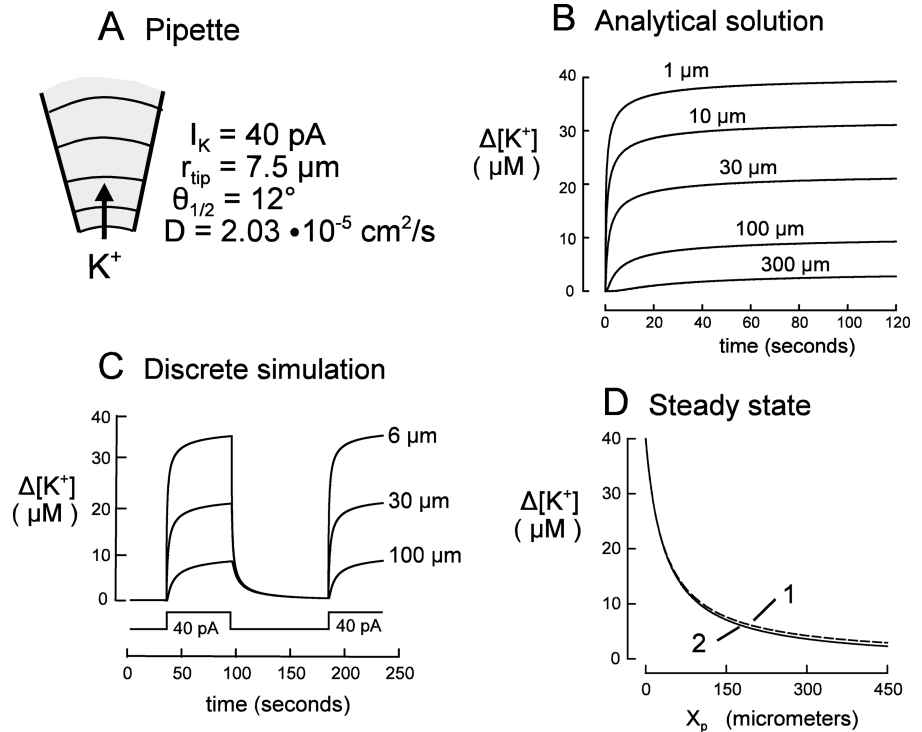 A Pipette
I_K = 40 pA
r_tip = 7.5 µm
θ_1/2 = 12°
D = 2.03 •10⁻⁵ cm²/s
K⁺
B Analytical solution
Δ[K⁺]
( µM )
40
30
20
10
0
1 µm
10 µm
30 µm
100 µm
300 µm
0 20 40 60 80 100 120
time (seconds)
C Discrete simulation
Δ[K⁺]
( µM )
40
30
20
10
0
6 µm
30 µm
100 µm
40 pA 40 pA
0 50 100 150 200 250
time (seconds)
D Steady state
Δ[K⁺]
( µM )
40
30
20
10
0
1
2
0 150 300 450
X_p (micrometers)